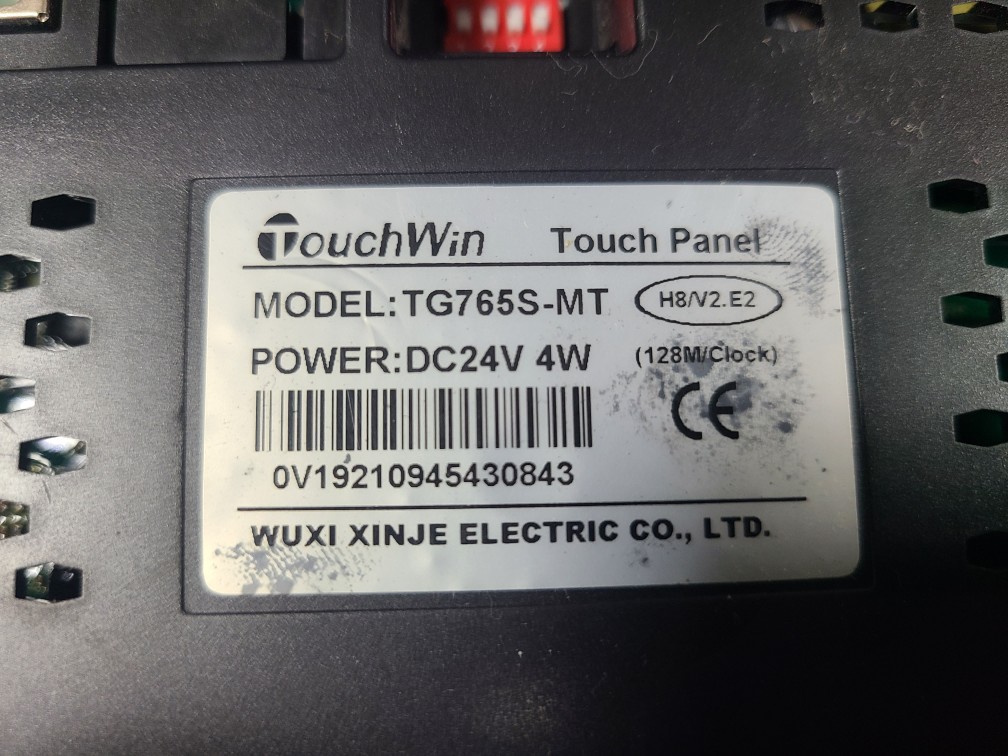 TouchWin Touch Panel
MODEL:TG765S-MT H8/V2.E2
POWER:DC24V 4W (128M/Clock)
CE
0V19210945430843
WUXI XINJE ELECTRIC CO., LTD.